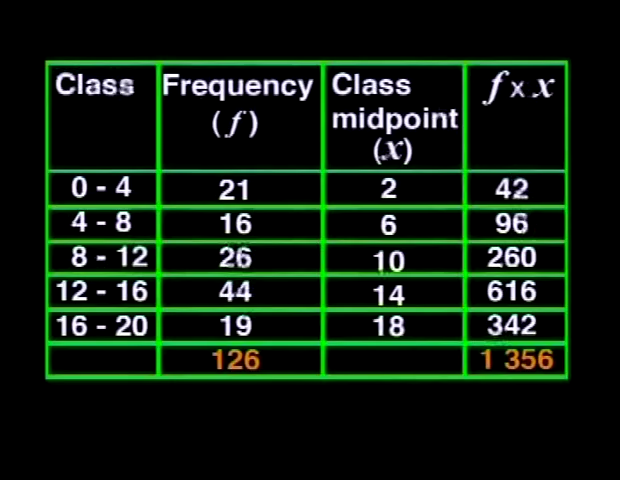 Class Frequency (f) Class midpoint (x) f x x
0 - 4 21 2 42
4 - 8 16 6 96
8 - 12 26 10 260
12 - 16 44 14 616
16 - 20 19 18 342
126 1 356